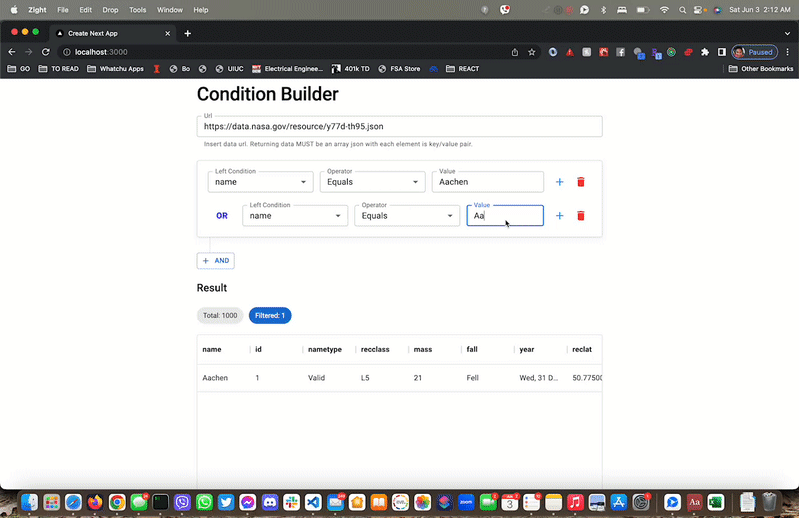 Zight File Edit Drop Tools Window Help Sat Jun 3 2:12 AM
Create Next App
localhost:3000 Paused
GO TO READ Whatchu Apps Bo UIUC Electrical Enginee... 401k TD FSA Store REACT Other Bookmarks
Condition Builder
Url
https://data.nasa.gov/resource/y77d-th95.json
Insert data url. Returning data MUST be an array json with each element is key/value pair.
Left Condition Operator Value
name Equals Aachen
Left Condition Operator Value
OR name Equals Aa
+ AND
Result
Total: 1000 Filtered: 1
name id nametype recclass mass fall year reclat
Aachen 1 Valid L5 21 Fell Wed, 31 D... 50.7750